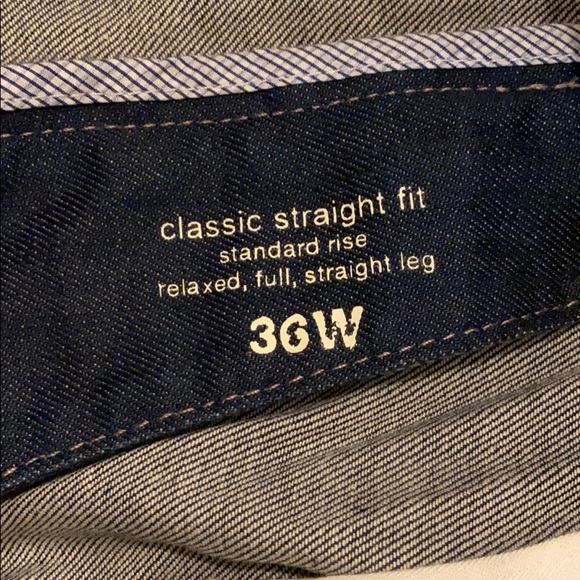 classic straight fit
standard rise
relaxed, full, straight leg
36W